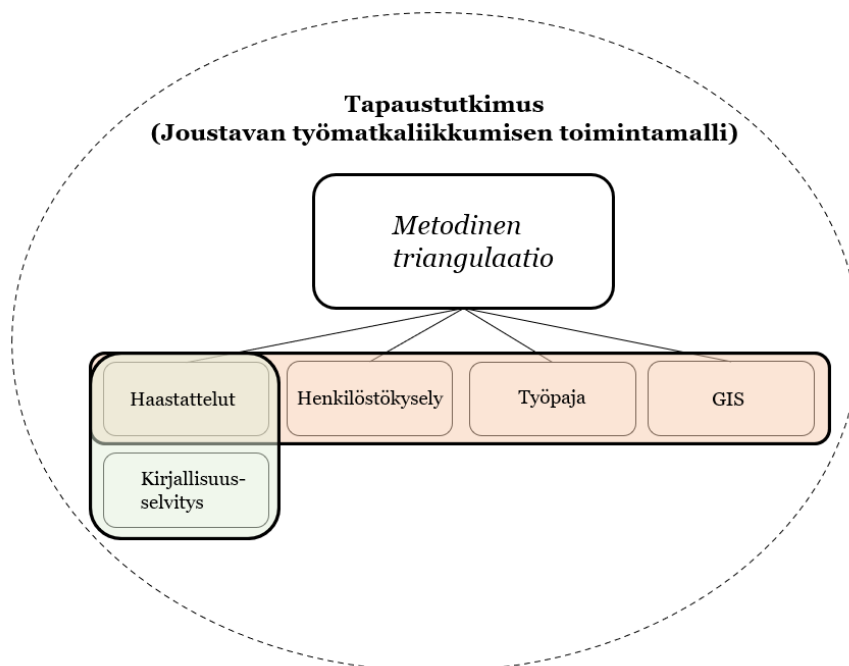 Tapaustutkimus
(Joustavan työmatkaliikkumisen toimintamalli)
Metodinen
triangulaatio
Haastattelut
Henkilöstökysely
Työpaja
GIS
Kirjallisuus-
selvitys